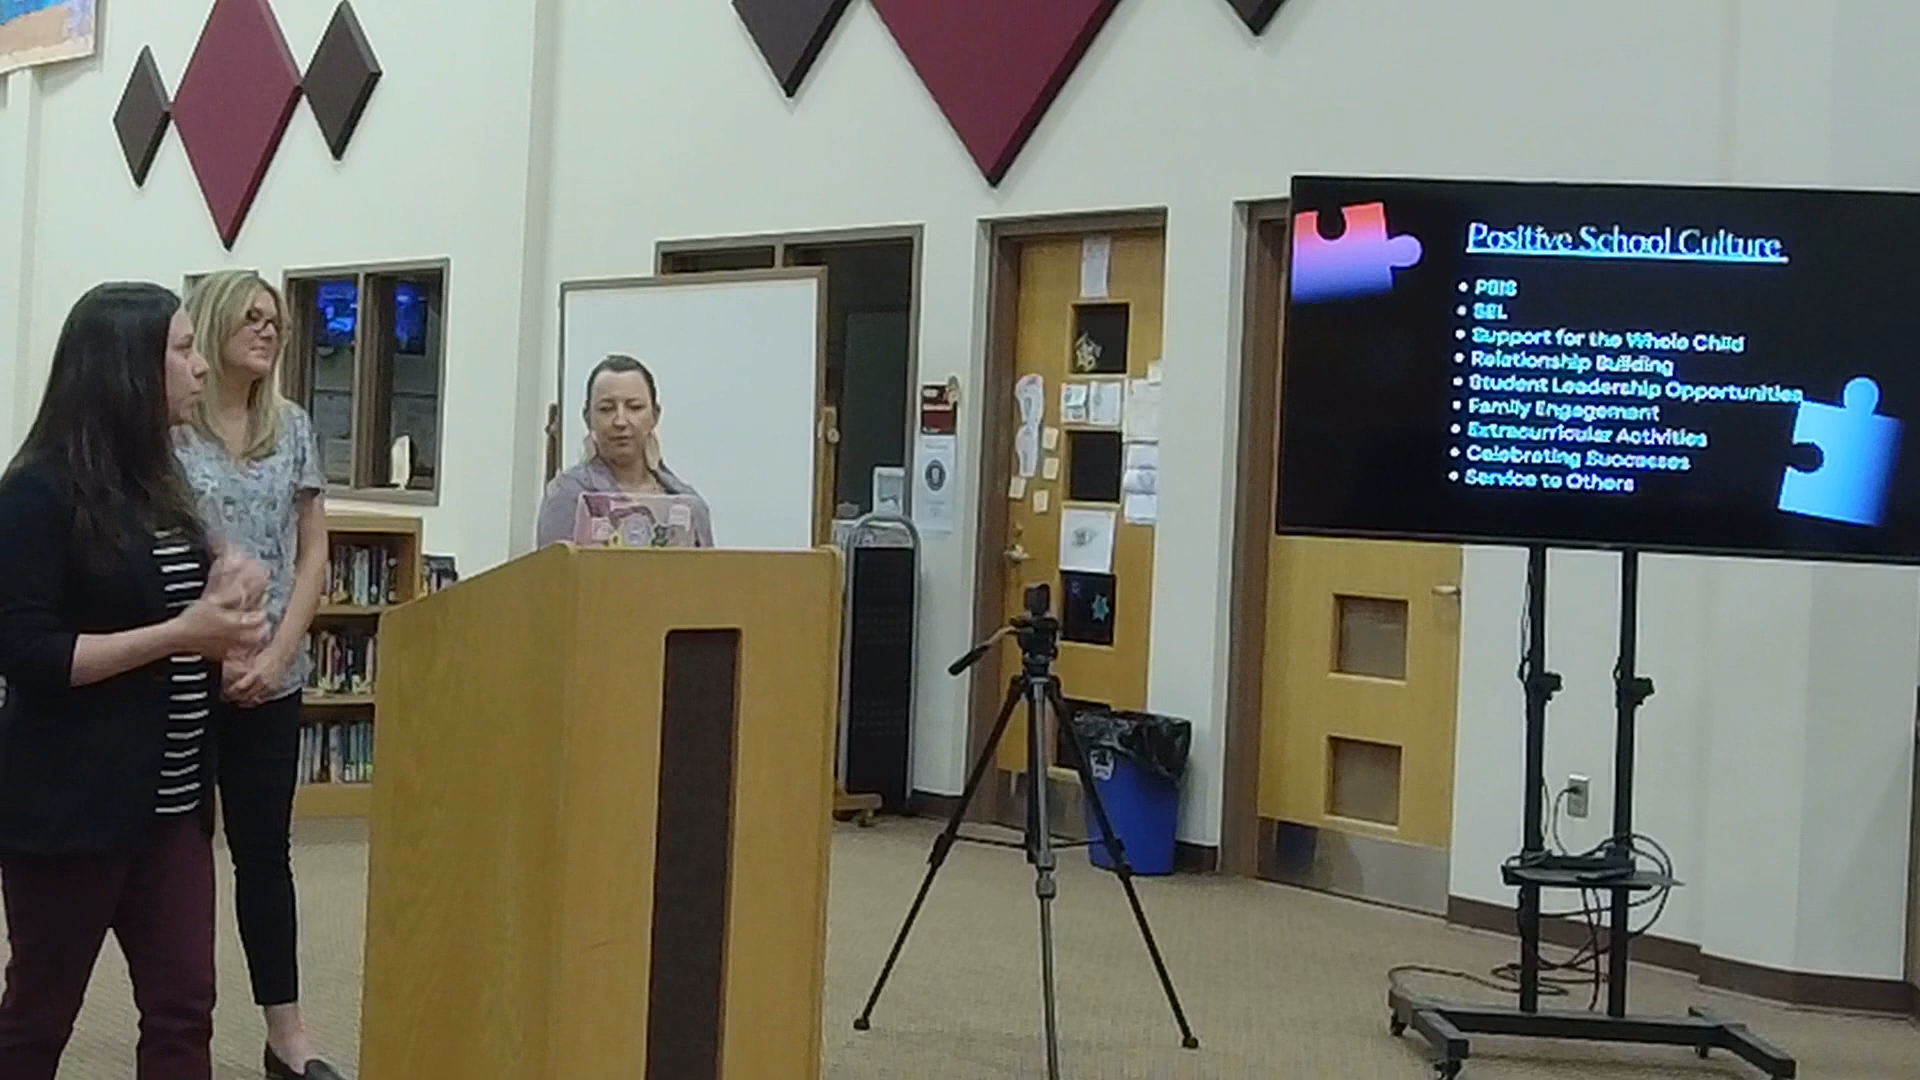 Positive School Culture
• PBIS
• SEL
• Support for the Whole Child
• Relationship Building
• Student Leadership Opportunities
• Family Engagement
• Extracurricular Activities
• Celebrating Successes
• Service to Others